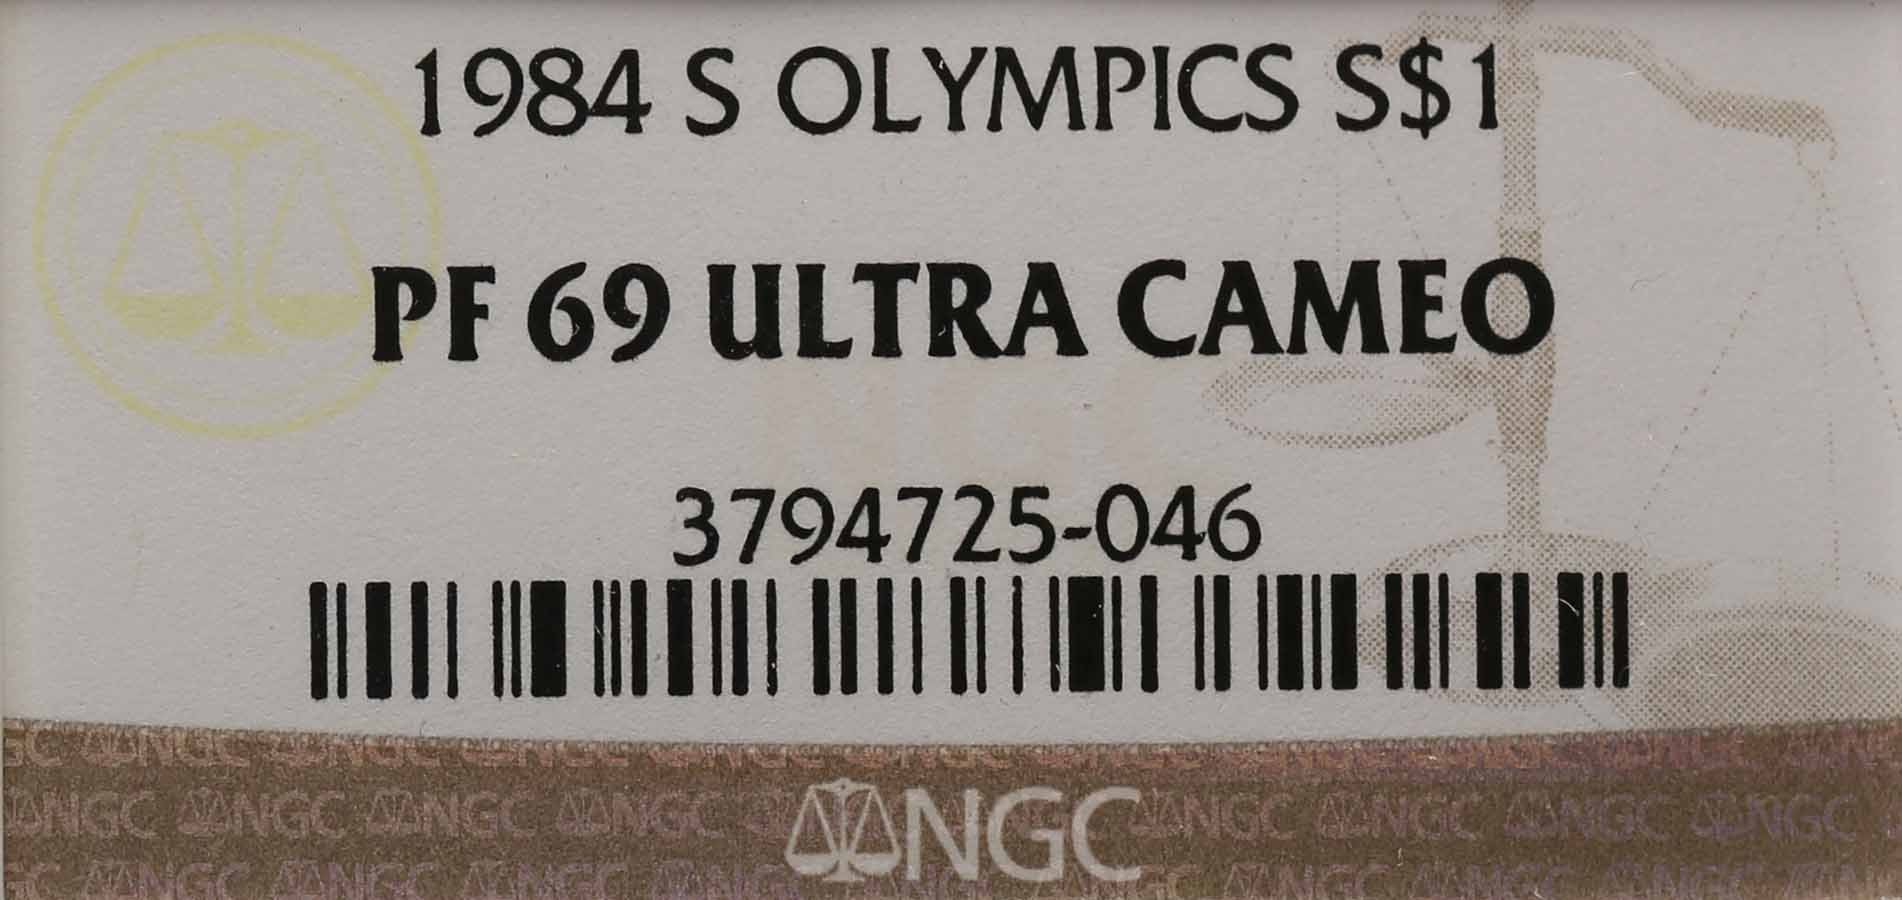 1984 S OLYMPICS S$1
PF 69 ULTRA CAMEO
3794725-046
NGC